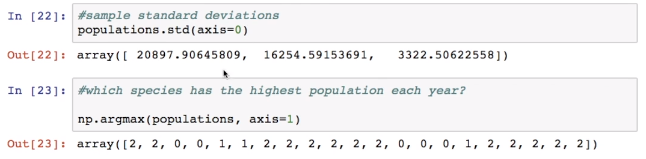 In [22]: #sample standard deviations
populations.std(axis=0)
Out[22]: array([ 20897.90645809,  16254.59153691,   3322.50622558])
In [23]: #which species has the highest population each year?
np.argmax(populations, axis=1)
Out[23]: array([2, 2, 0, 0, 1, 1, 2, 2, 2, 2, 2, 2, 0, 0, 0, 1, 2, 2, 2, 2, 2])